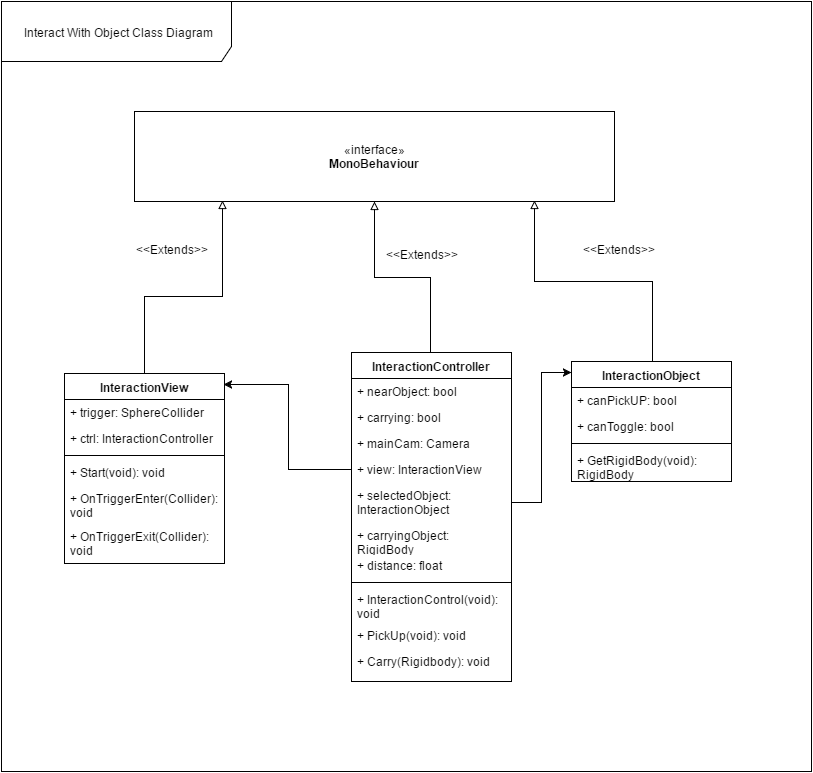 Interact With Object Class Diagram
«interface»
MonoBehaviour
<<Extends>>
<<Extends>>
<<Extends>>
InteractionView
+ trigger: SphereCollider
+ ctrl: InteractionController
+ Start(void): void
+ OnTriggerEnter(Collider):
void
+ OnTriggerExit(Collider):
void
InteractionController
+ nearObject: bool
+ carrying: bool
+ mainCam: Camera
+ view: InteractionView
+ selectedObject:
InteractionObject
+ carryingObject:
RigidBody
+ distance: float
+ InteractionControl(void):
void
+ PickUp(void): void
+ Carry(Rigidbody): void
InteractionObject
+ canPickUP: bool
+ canToggle: bool
+ GetRigidBody(void):
RigidBody